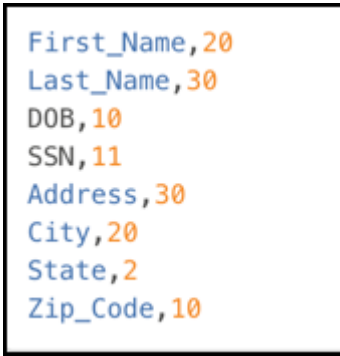 First_Name,20
Last_Name,30
DOB,10
SSN,11
Address,30
City,20
State,2
Zip_Code,10